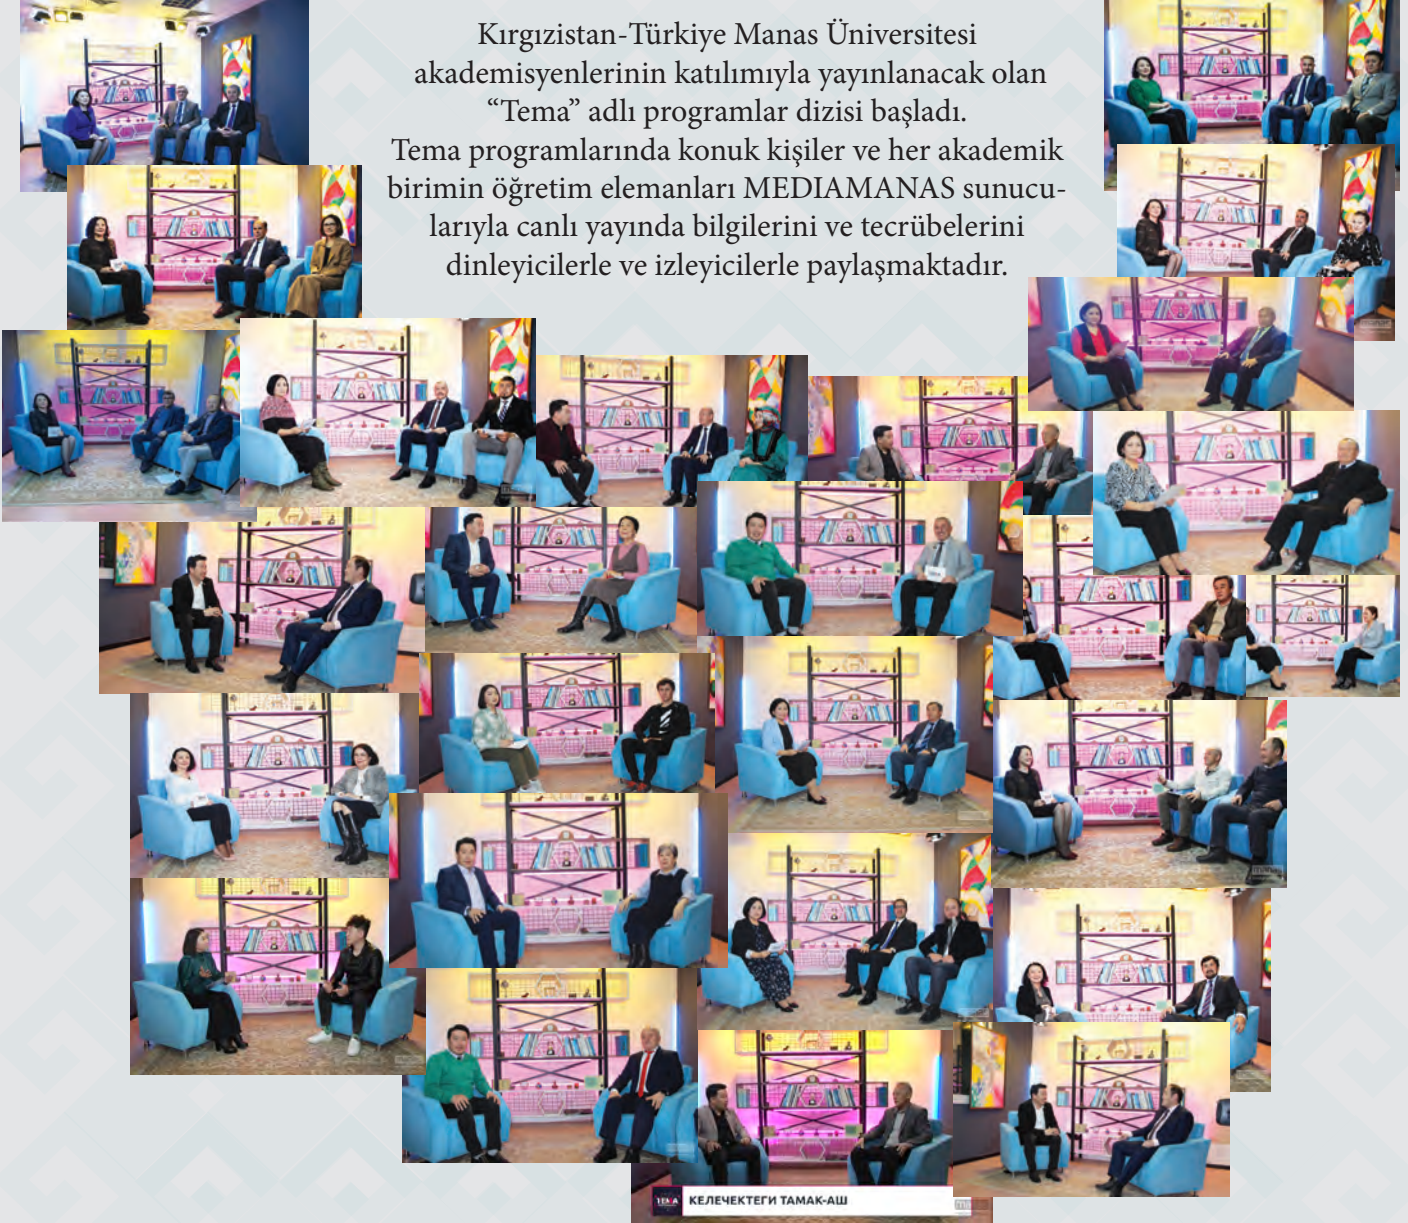 Kırgızistan-Türkiye Manas Üniversitesi
akademisyenlerinin katılımıyla yayınlanacak olan
“Tema” adlı programlar dizisi başladı.
Tema programlarında konuk kişiler ve her akademik
birimin öğretim elemanları MEDIAMANAS sunucu-
larıyla canlı yayında bilgilerini ve tecrübelerini
dinleyicilerle ve izleyicilerle paylaşmaktadır.
ТЕМА
КЕЛЕЧЕКТЕГИ ТАМАК-АШ